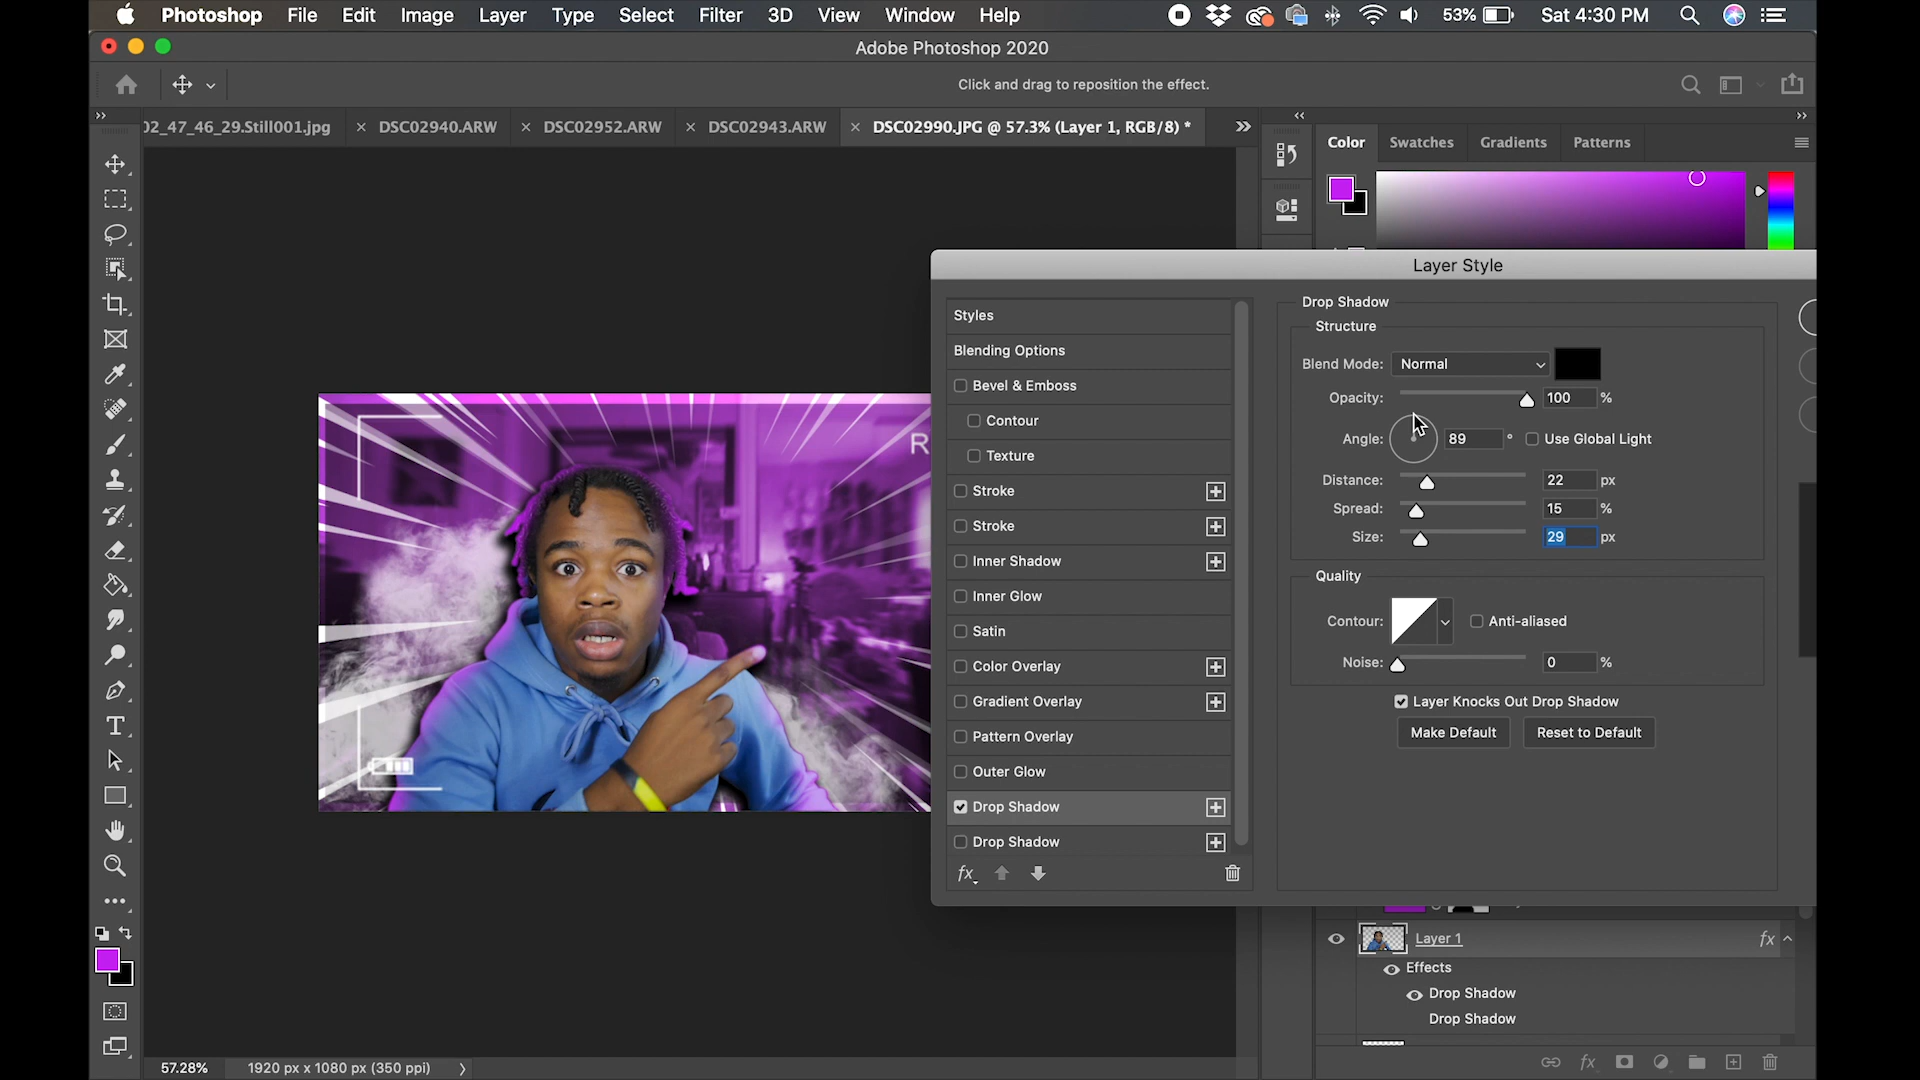 Photoshop File Edit Image Layer Type Select Filter 3D View Window Help 53% Sat 4:30 PM
Adobe Photoshop 2020
Click and drag to reposition the effect.
02_47_46_29.Still001.jpg × DSC02940.ARW × DSC02952.ARW × DSC02943.ARW × DSC02990.JPG @ 57.3% (Layer 1, RGB/8) *
Color Swatches Gradients Patterns
Layer Style
Styles
Blending Options
Bevel & Emboss
Contour
Texture
Stroke
Stroke
Inner Shadow
Inner Glow
Satin
Color Overlay
Gradient Overlay
Pattern Overlay
Outer Glow
Drop Shadow
Drop Shadow
fx
Drop Shadow
Structure
Blend Mode: Normal
Opacity: 100 %
Angle: 89 ° Use Global Light
Distance: 22 px
Spread: 15 %
Size: 29 px
Quality
Contour: Anti-aliased
Noise: 0 %
Layer Knocks Out Drop Shadow
Make Default Reset to Default
R
Layer 1 fx
Effects
Drop Shadow
Drop Shadow
fx
57.28% 1920 px x 1080 px (350 ppi)